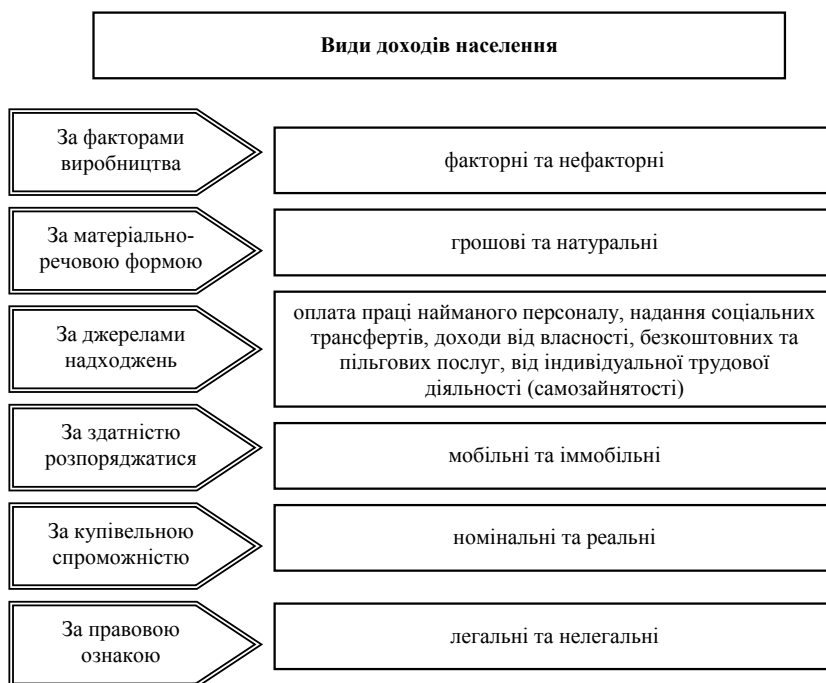 Види доходів населення
За факторами
виробництва
факторні та нефакторні
За матеріально-
речовою формою
грошові та натуральні
За джерелами
надходжень
оплата праці найманого персоналу, надання соціальних
трансфертів, доходи від власності, безкоштовних та
пільгових послуг, від індивідуальної трудової
діяльності (самозайнятості)
За здатністю
розпоряджатися
мобільні та іммобільні
За купівельною
спроможністю
номінальні та реальні
За правовою
ознакою
легальні та нелегальні